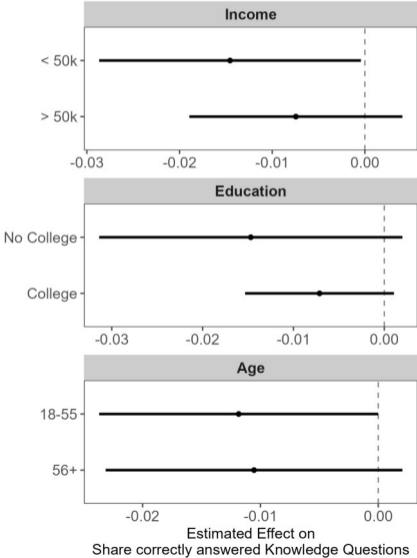 Income
< 50k
> 50k
-0.03 -0.02 -0.01 0.00
Education
No College
College
-0.03 -0.02 -0.01 0.00
Age
18-55
56+
-0.02 -0.01 0.00
Estimated Effect on
Share correctly answered Knowledge Questions